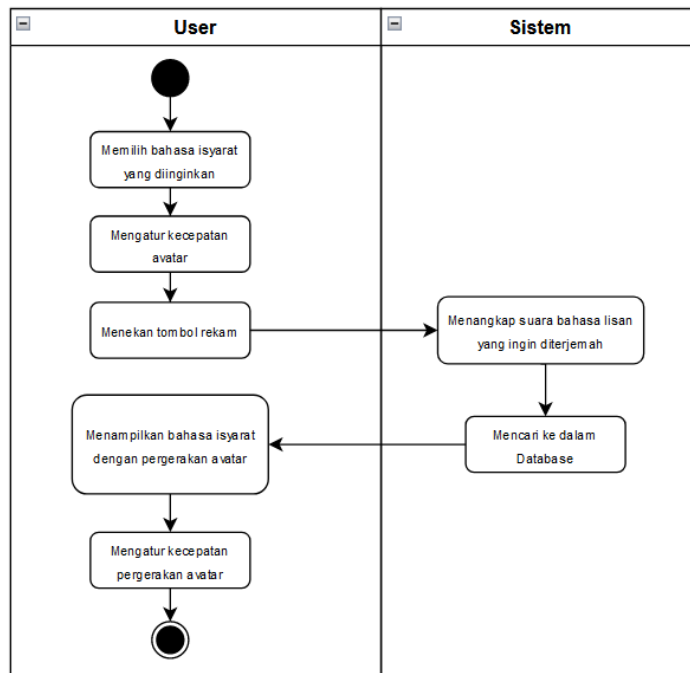 User
Sistem
Memilih bahasa isyarat
yang diinginkan
Mengatur kecepatan
avatar
Menekan tombol rekam
Menangkap suara bahasa lisan
yang ingin diterjemah
Mencari ke dalam
Database
Menampilkan bahasa isyarat
dengan pergerakan avatar
Mengatur kecepatan
pergerakan avatar